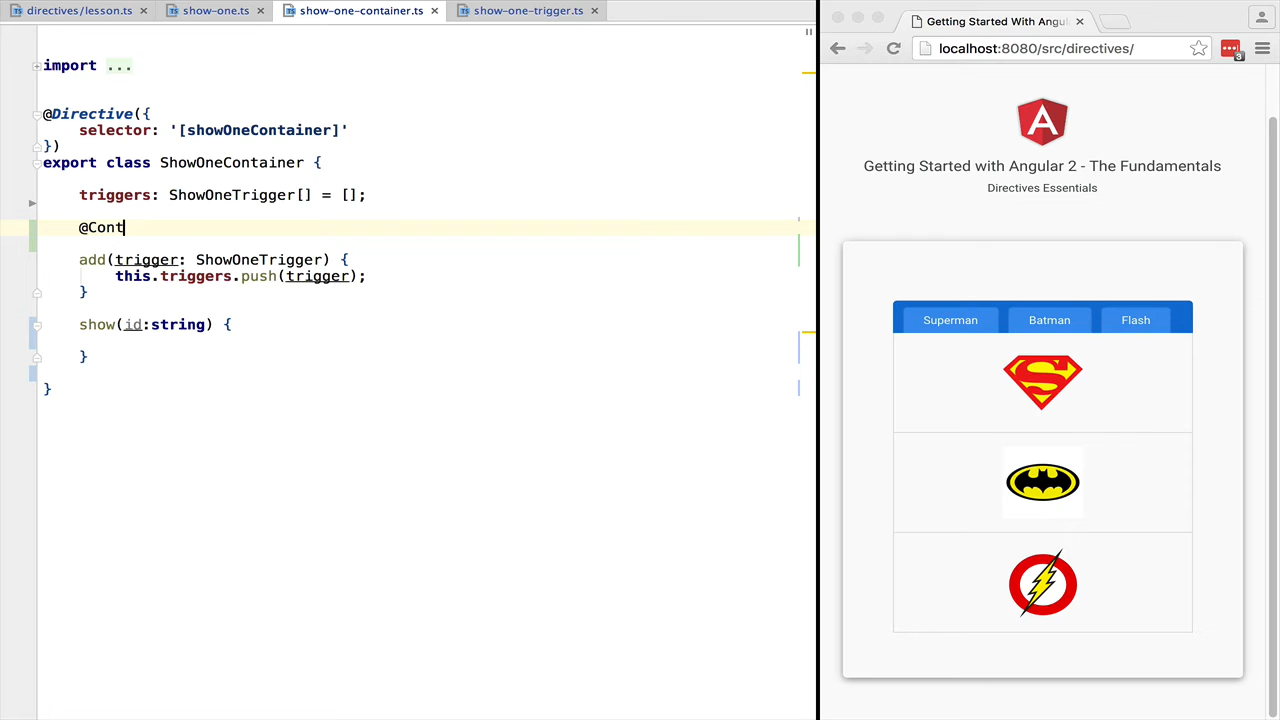 directives/lesson.ts
show-one.ts
show-one-container.ts
show-one-trigger.ts
import ...
@Directive({
selector: '[showOneContainer]'
})
export class ShowOneContainer {
triggers: ShowOneTrigger[] = [];
@Cont
add(trigger: ShowOneTrigger) {
this.triggers.push(trigger);
}
show(id:string) {
}
}
Getting Started With Angul
localhost:8080/src/directives/
3
A
Getting Started with Angular 2 - The Fundamentals
Directives Essentials
Superman
Batman
Flash
S